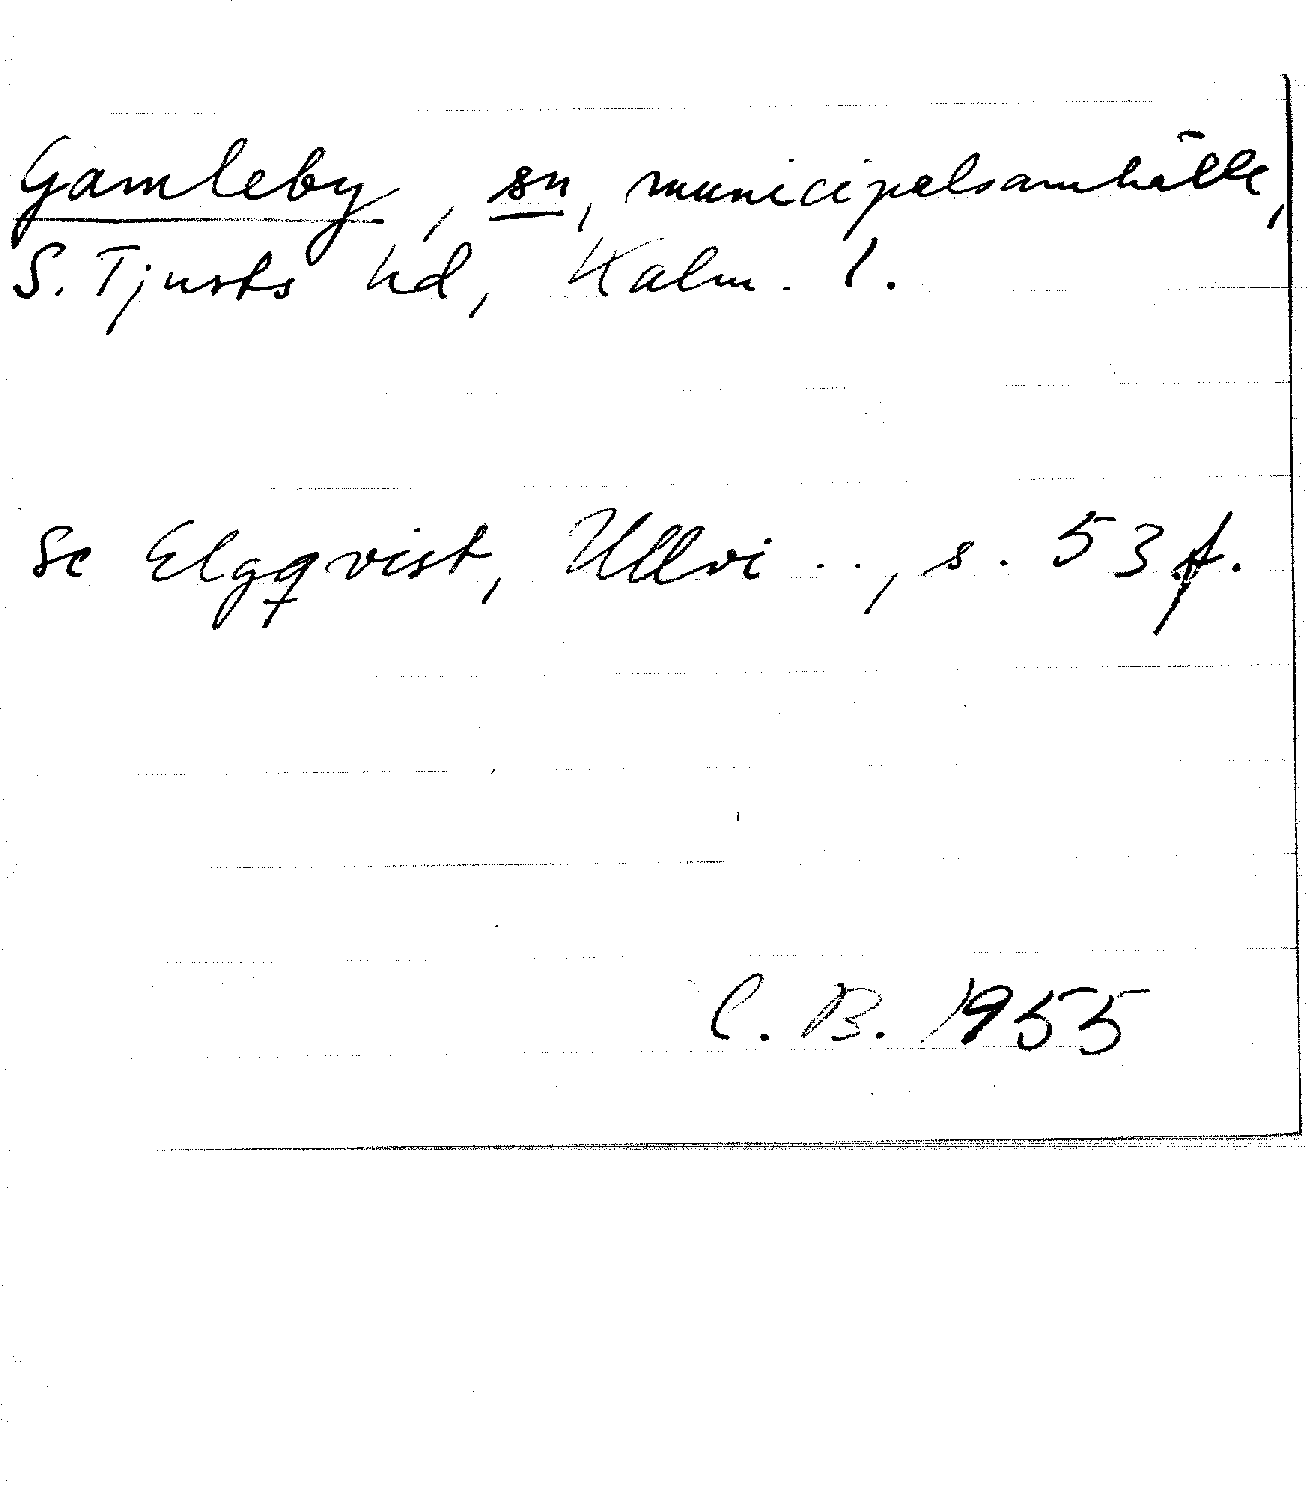 Gamleby, sn, municipalsamhälle,
S. Tjusts hd, Kalm. l.
Se Elgqvist, Ullvi .., s. 53 f.
C. B. 1955